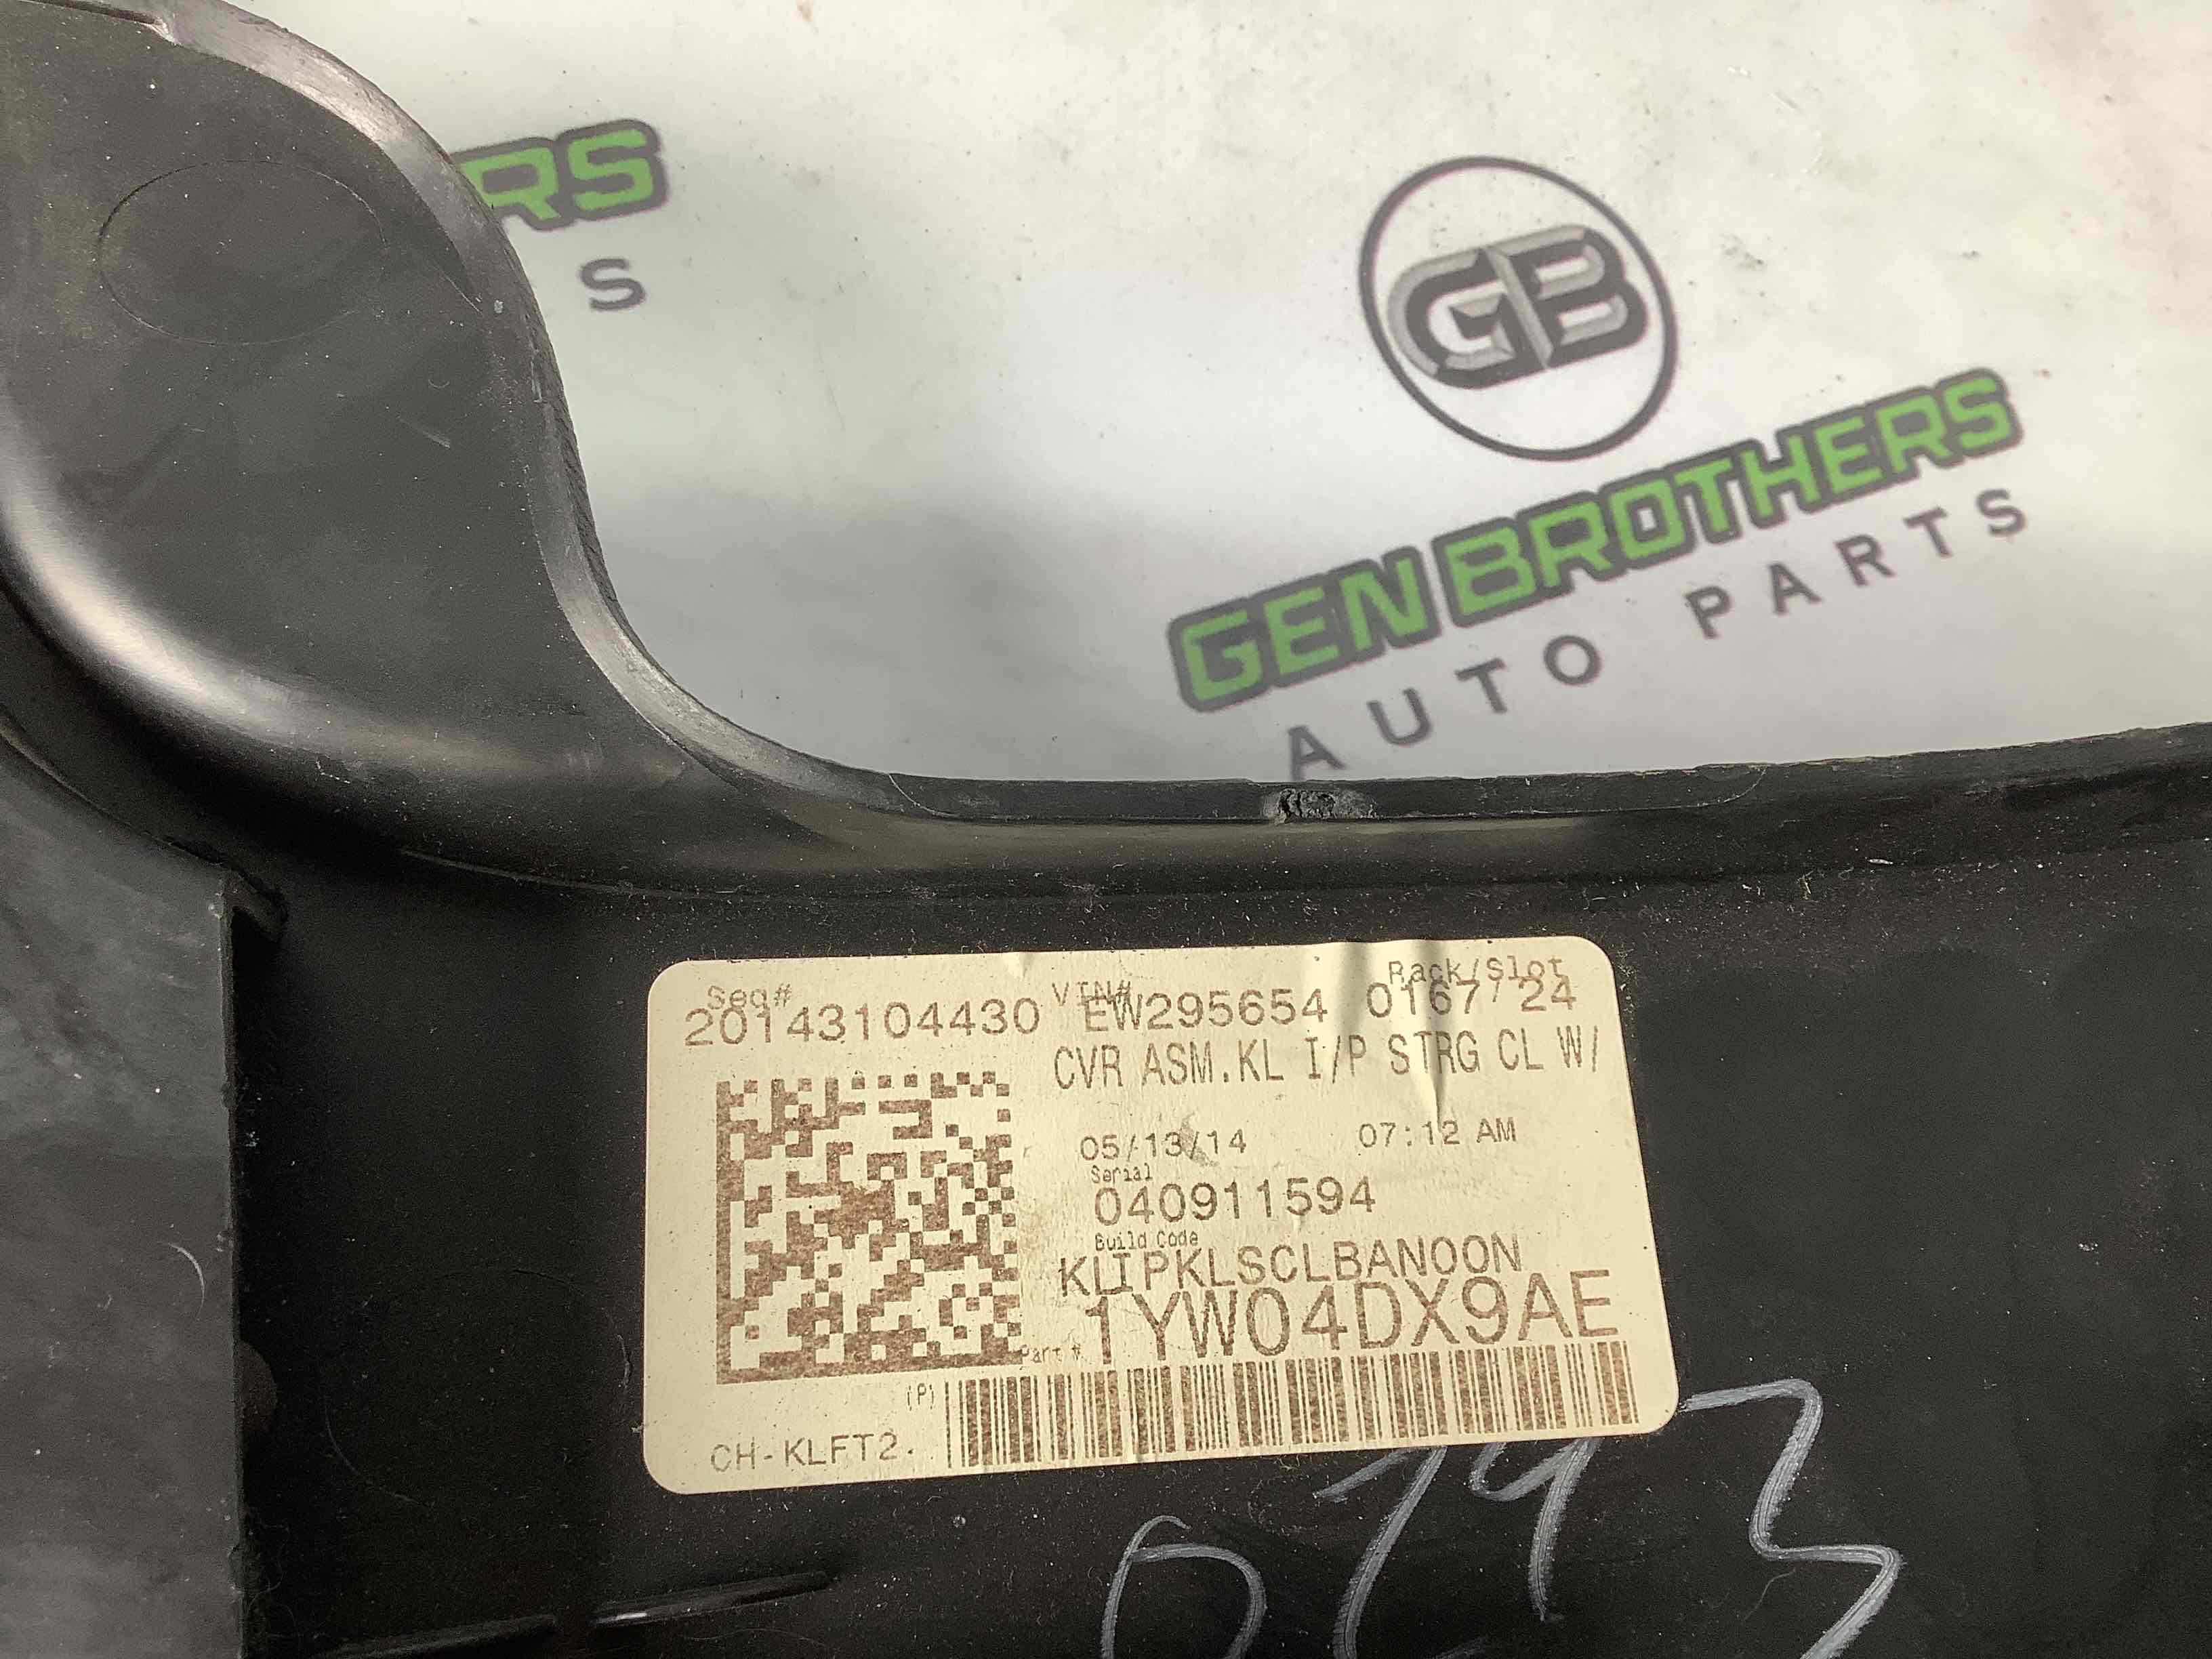 RS
S
GB
GEN BROTHERS
AUTO PARTS
Seq# VIN# Rack/Slot
20143104430 EW295654 0167/24
CVR ASM.KL I/P STRG CL W/
05/13/14 07:12 AM
Serial
040911594
Build Code
KLIPKLSCLBANOON
Part # 1YW04DX9AE
(P)
CH-KLFT2.